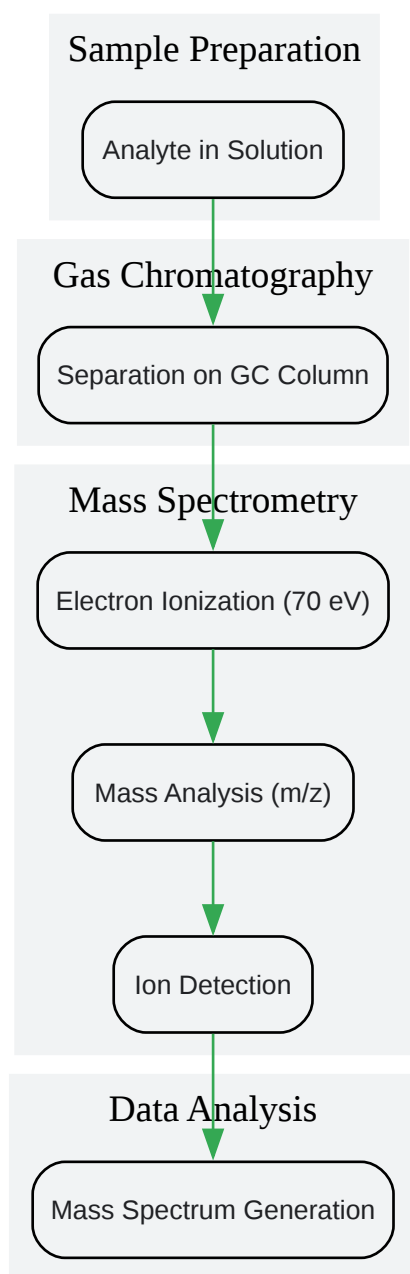 Sample Preparation
Analyte in Solution
Gas Chromatography
Separation on GC Column
Mass Spectrometry
Electron Ionization (70 eV)
Mass Analysis (m/z)
Ion Detection
Data Analysis
Mass Spectrum Generation